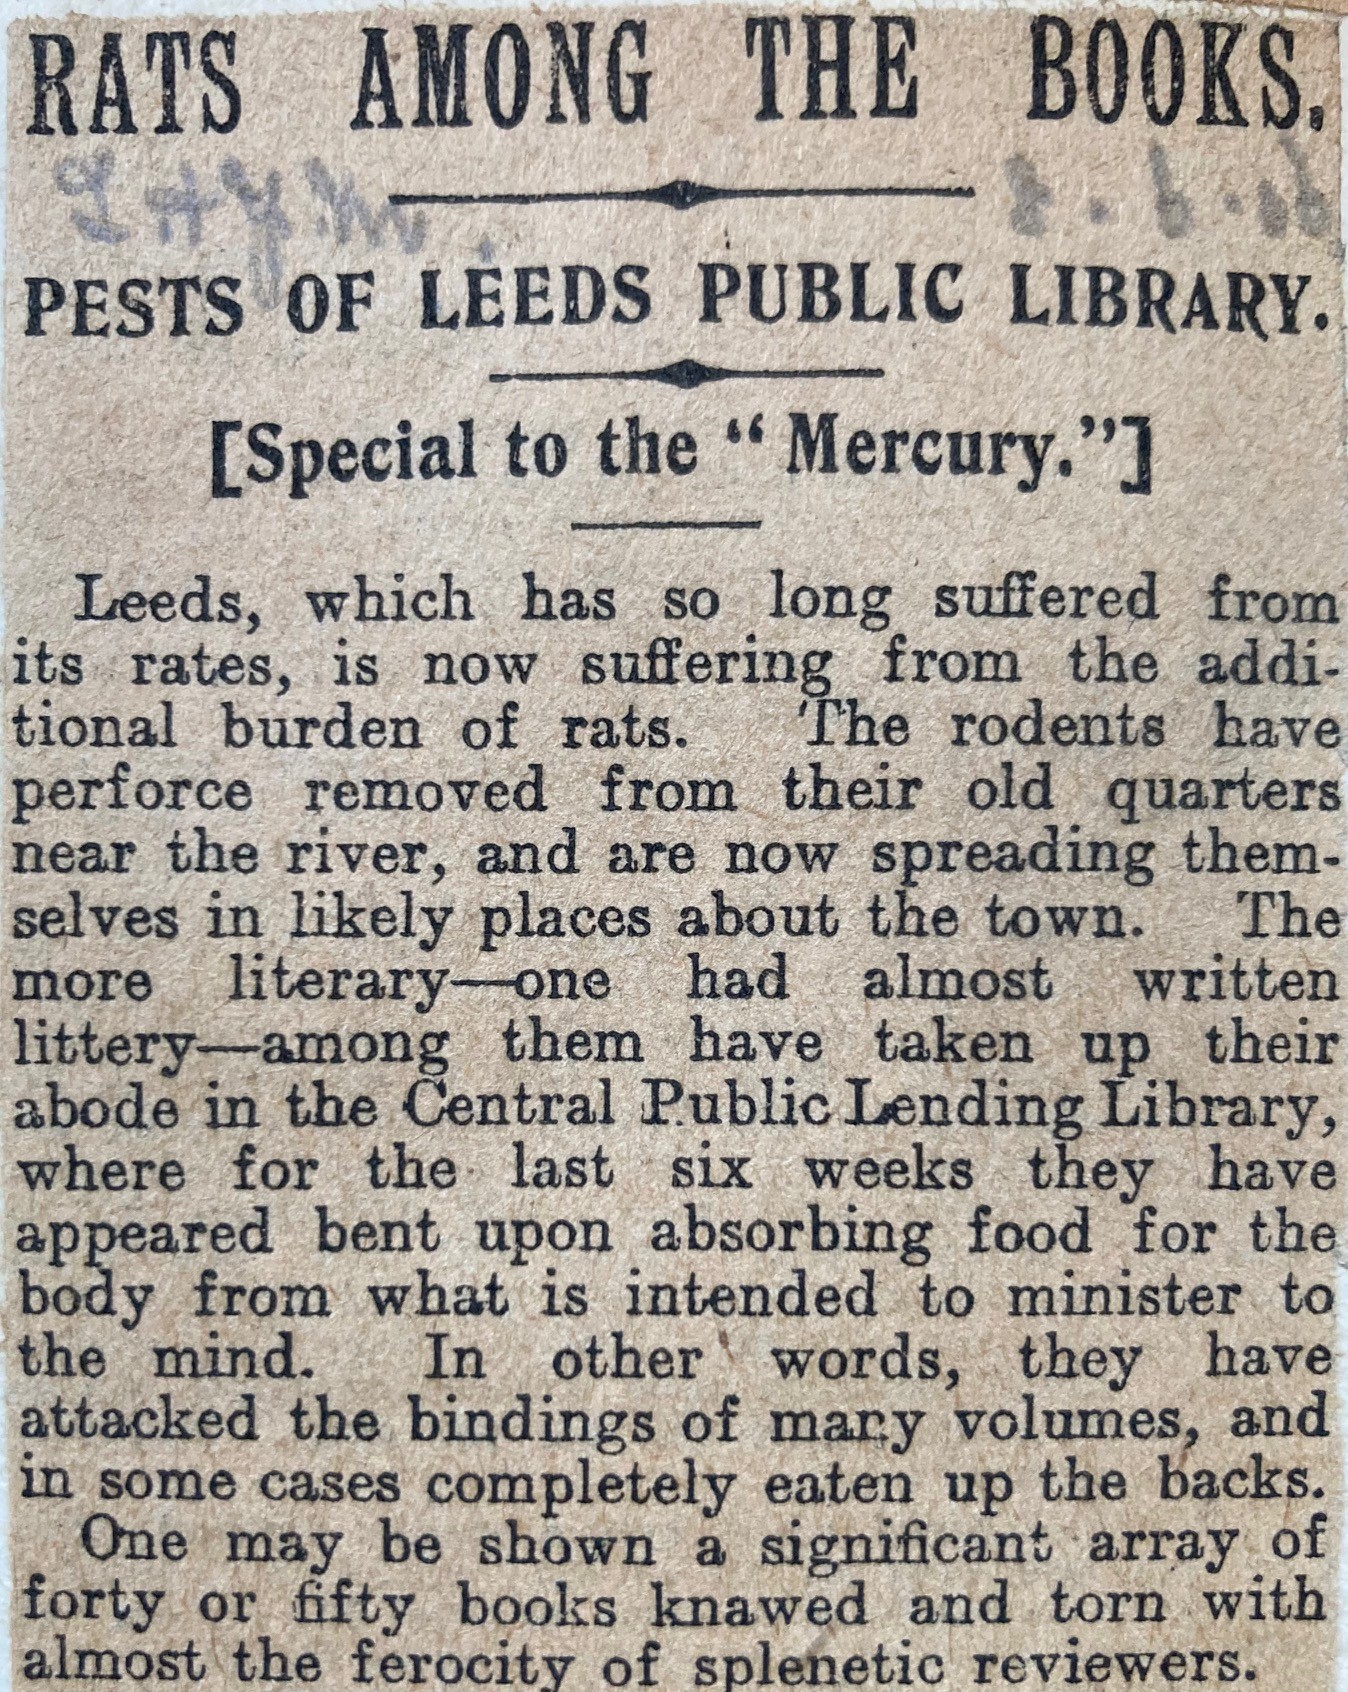 RATS AMONG THE BOOKS.
PESTS OF LEEDS PUBLIC LIBRARY.
[Special to the “ Mercury.”]
Leeds, which has so long suffered from
its rates, is now suffering from the addi-
tional burden of rats. The rodents have
perforce removed from their old quarters
near the river, and are now spreading them-
selves in likely places about the town. The
more literary—one had almost written
littery—among them have taken up their
abode in the Central Public Lending Library,
where for the last six weeks they have
appeared bent upon absorbing food for the
body from what is intended to minister to
the mind. In other words, they have
attacked the bindings of many volumes, and
in some cases completely eaten up the backs.
One may be shown a significant array of
forty or fifty books knawed and torn with
almost the ferocity of splenetic reviewers.